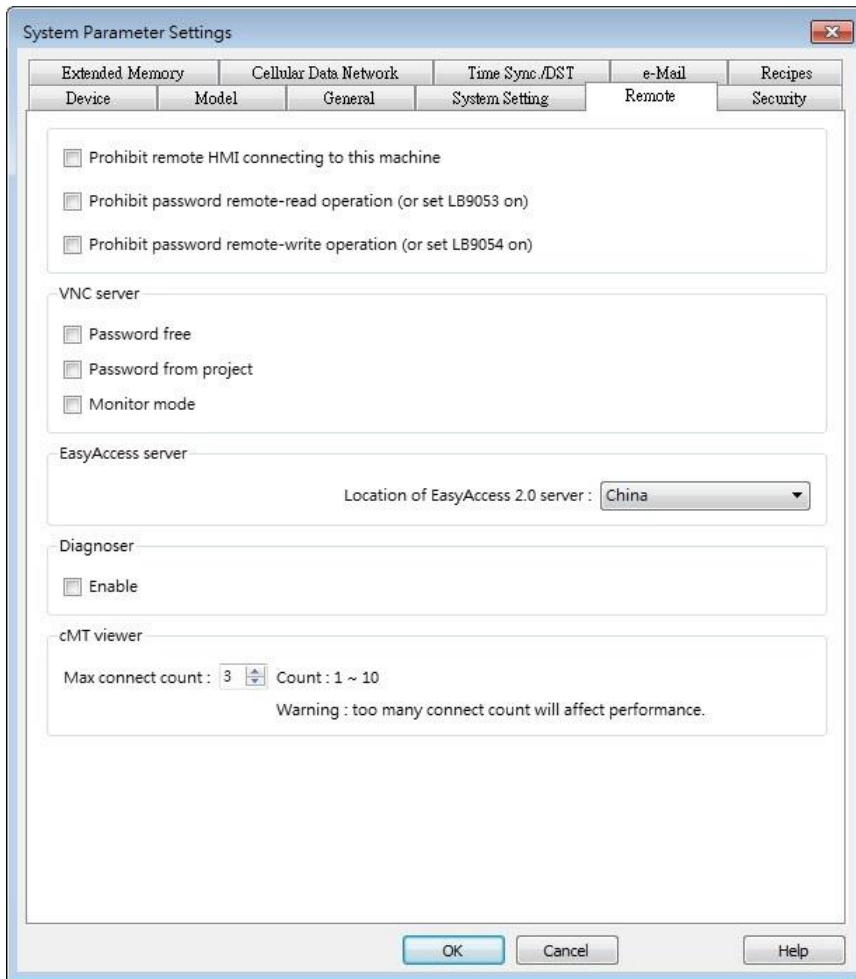 System Parameter Settings
Extended Memory Cellular Data Network Time Sync./DST e-Mail Recipes
Device Model General System Setting Remote Security
Prohibit remote HMI connecting to this machine
Prohibit password remote-read operation (or set LB9053 on)
Prohibit password remote-write operation (or set LB9054 on)
VNC server
Password free
Password from project
Monitor mode
EasyAccess server
Location of EasyAccess 2.0 server : China
Diagnoser
Enable
cMT viewer
Max connect count : 3 Count : 1 ~ 10
Warning : too many connect count will affect performance.
OK Cancel Help